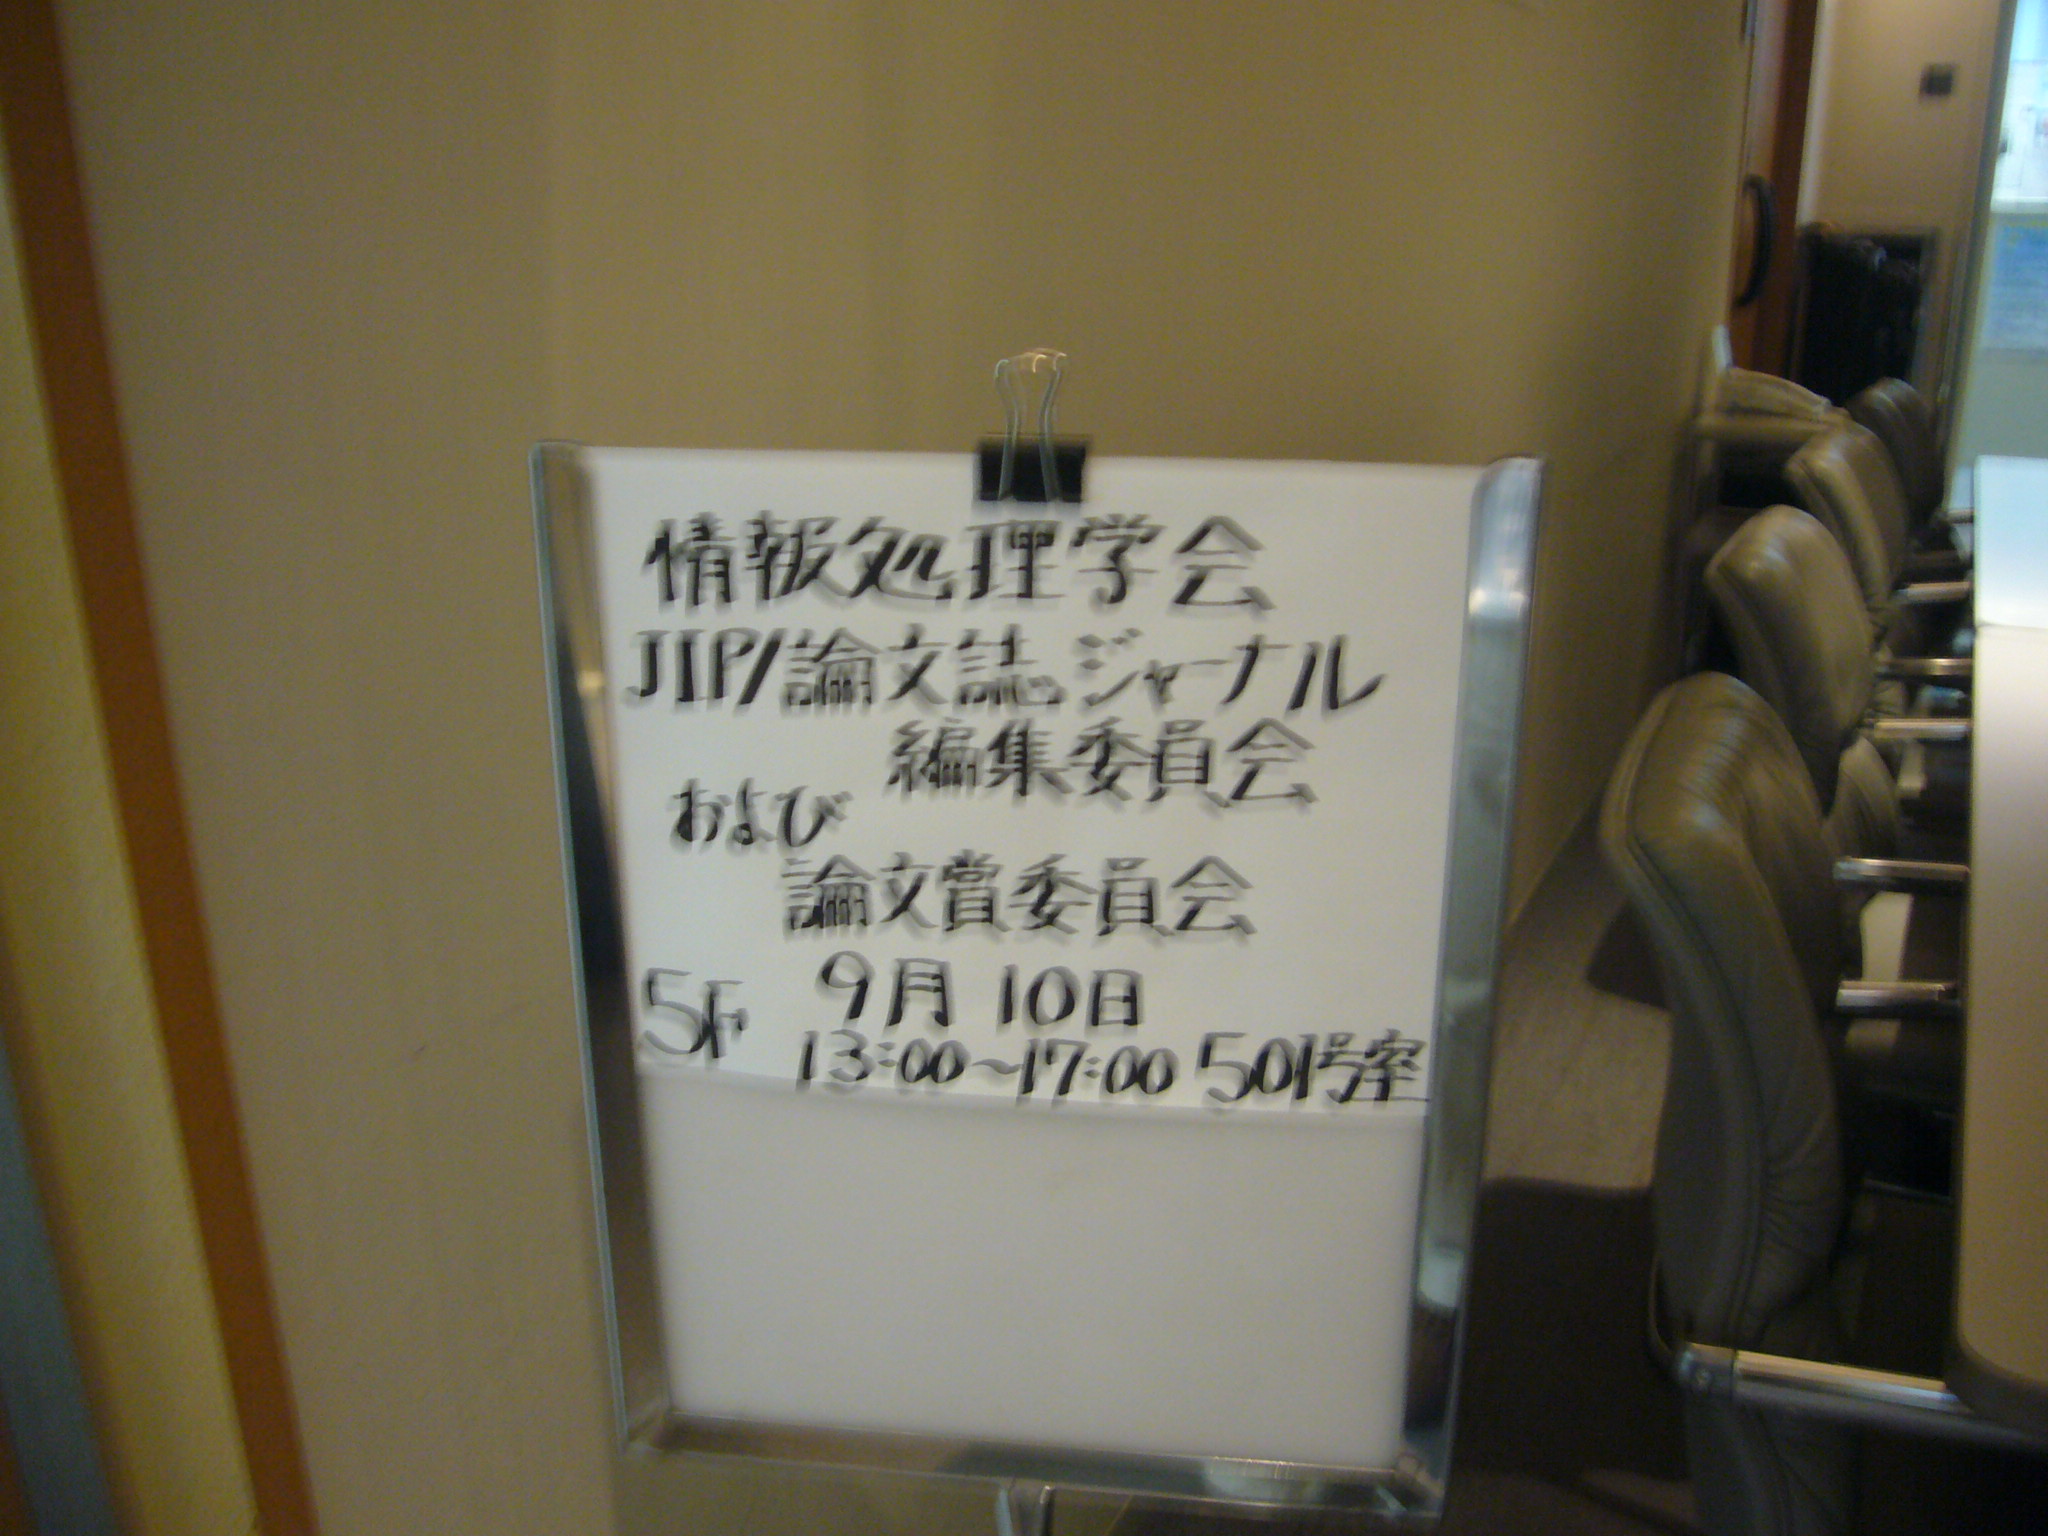 情報処理学会
JIP/論文誌ジャーナル
編集委員会
および
論文賞委員会
5F 9月10日
13:00~17:00 501号室